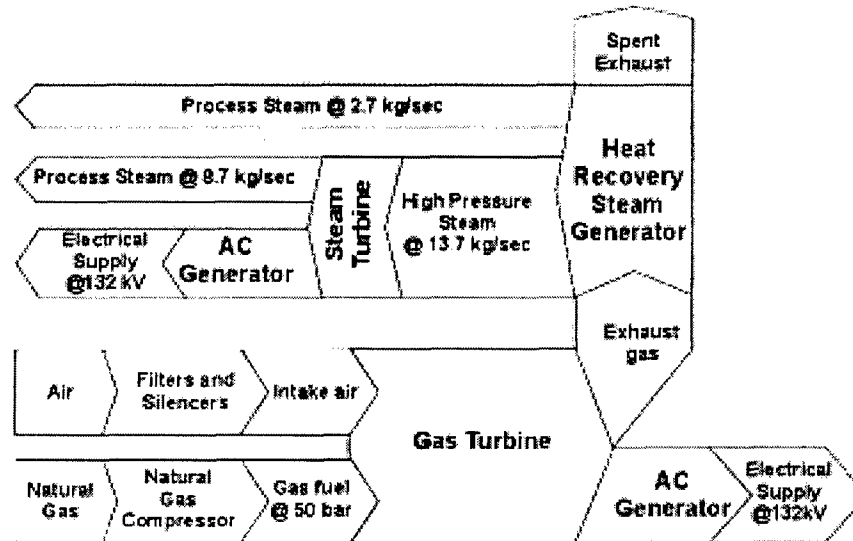 Spent
Exhaust
Process Steam @ 2.7 kg/sec
Heat
Recovery
Steam
Generator
Process Steam @ 8.7 kg/sec
Steam
Turbine
High Pressure
Steam
@ 13.7 kg/sec
Electrical
Supply
@132 kV
AC
Generator
Exhaust
gas
Air
Filters and
Silencers
Intake air
Gas Turbine
Natural
Gas
Natural
Gas
Compressor
Gas fuel
@ 50 bar
AC
Generator
Electrical
Supply
@132kV